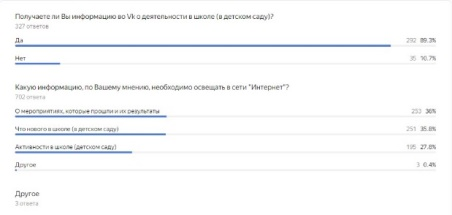 Получаете ли Вы информацию во Vk о деятельности в школе (в детском саду)?
327 ответов
Да 292 89.3%
Нет 35 10.7%
Какую информацию, по Вашему мнению, необходимо освещать в сети "Интернет"?
702 ответа
О мероприятиях, которые прошли и их результаты 253 36%
Что нового в школе (в детском саду) 251 35.8%
Активности в школе (детском саду) 195 27.8%
Другое 3 0.4%
Другое
3 ответа